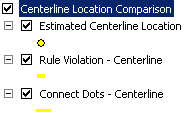 Centerline Location Comparison
Estimated Centerline Location
Rule Violation - Centerline
Connect Dots - Centerline